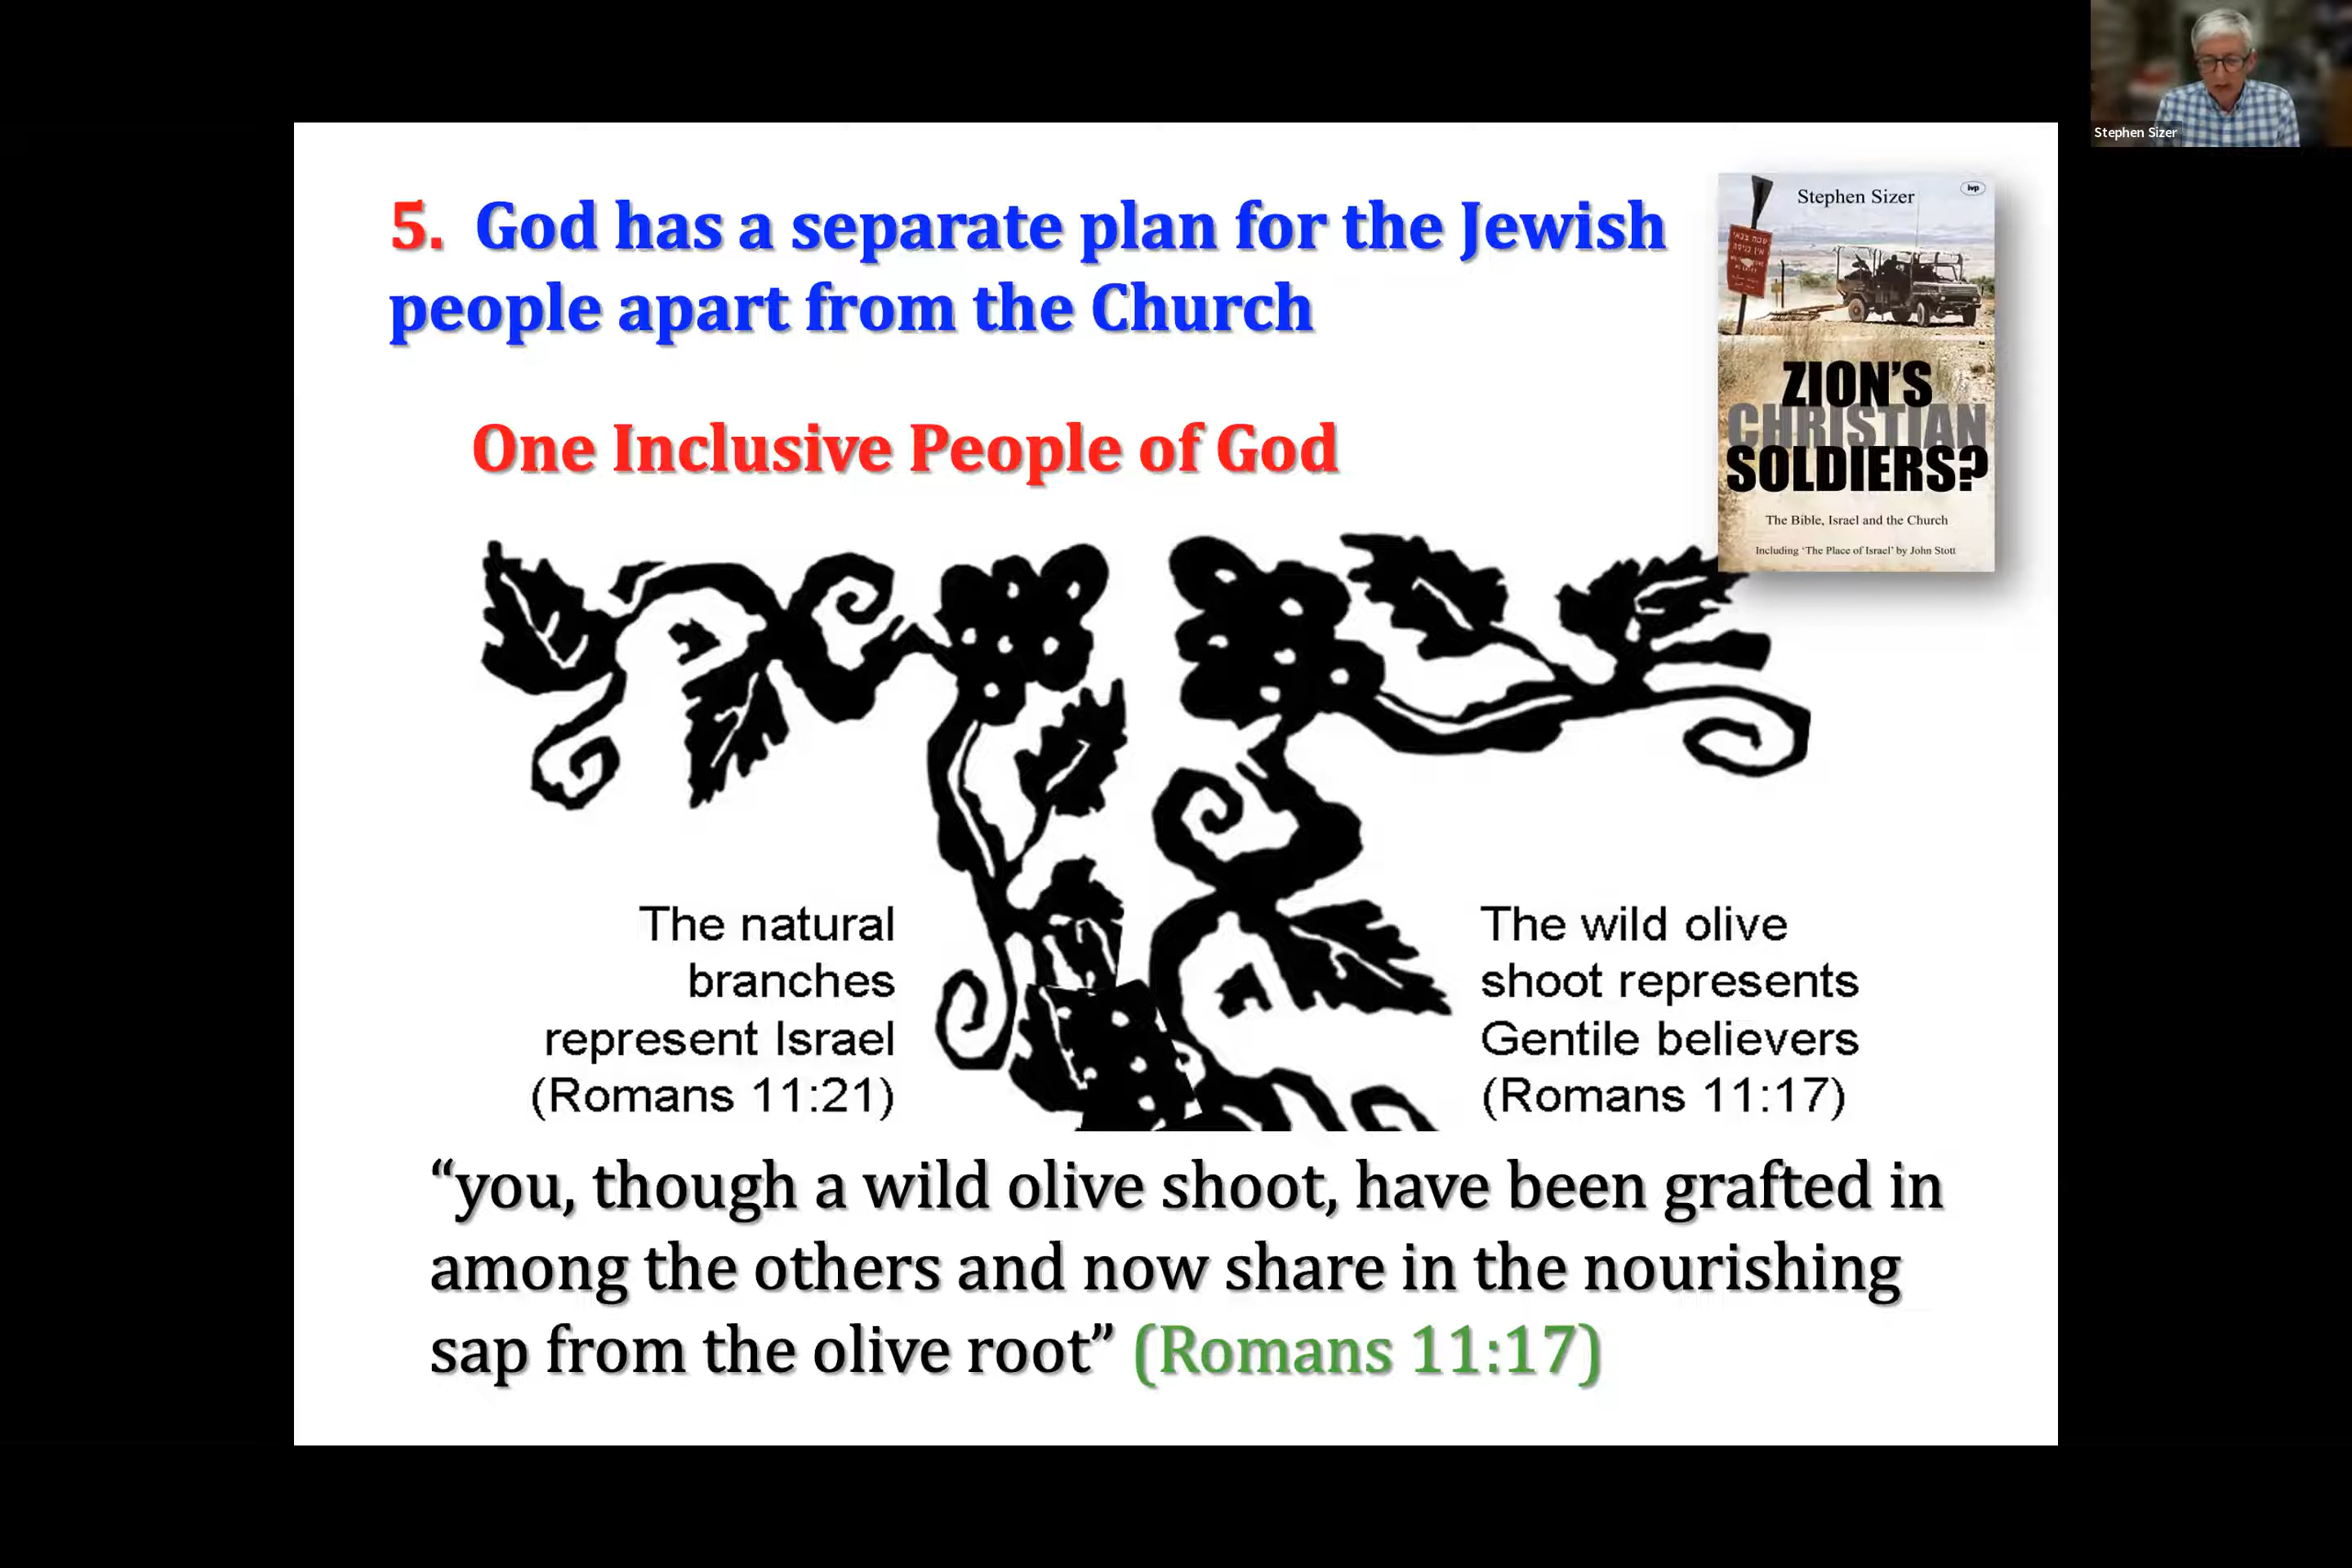 Stephen Sizer
5. God has a separate plan for the Jewish
people apart from the Church
One Inclusive People of God
Stephen Sizer
ivp
ZION'S
CHRISTIAN
SOLDIERS?
The Bible, Israel and the Church
Including ‘The Place of Israel’ by John Stott
The natural
branches
represent Israel
(Romans 11:21)
The wild olive
shoot represents
Gentile believers
(Romans 11:17)
“you, though a wild olive shoot, have been grafted in
among the others and now share in the nourishing
sap from the olive root” (Romans 11:17)